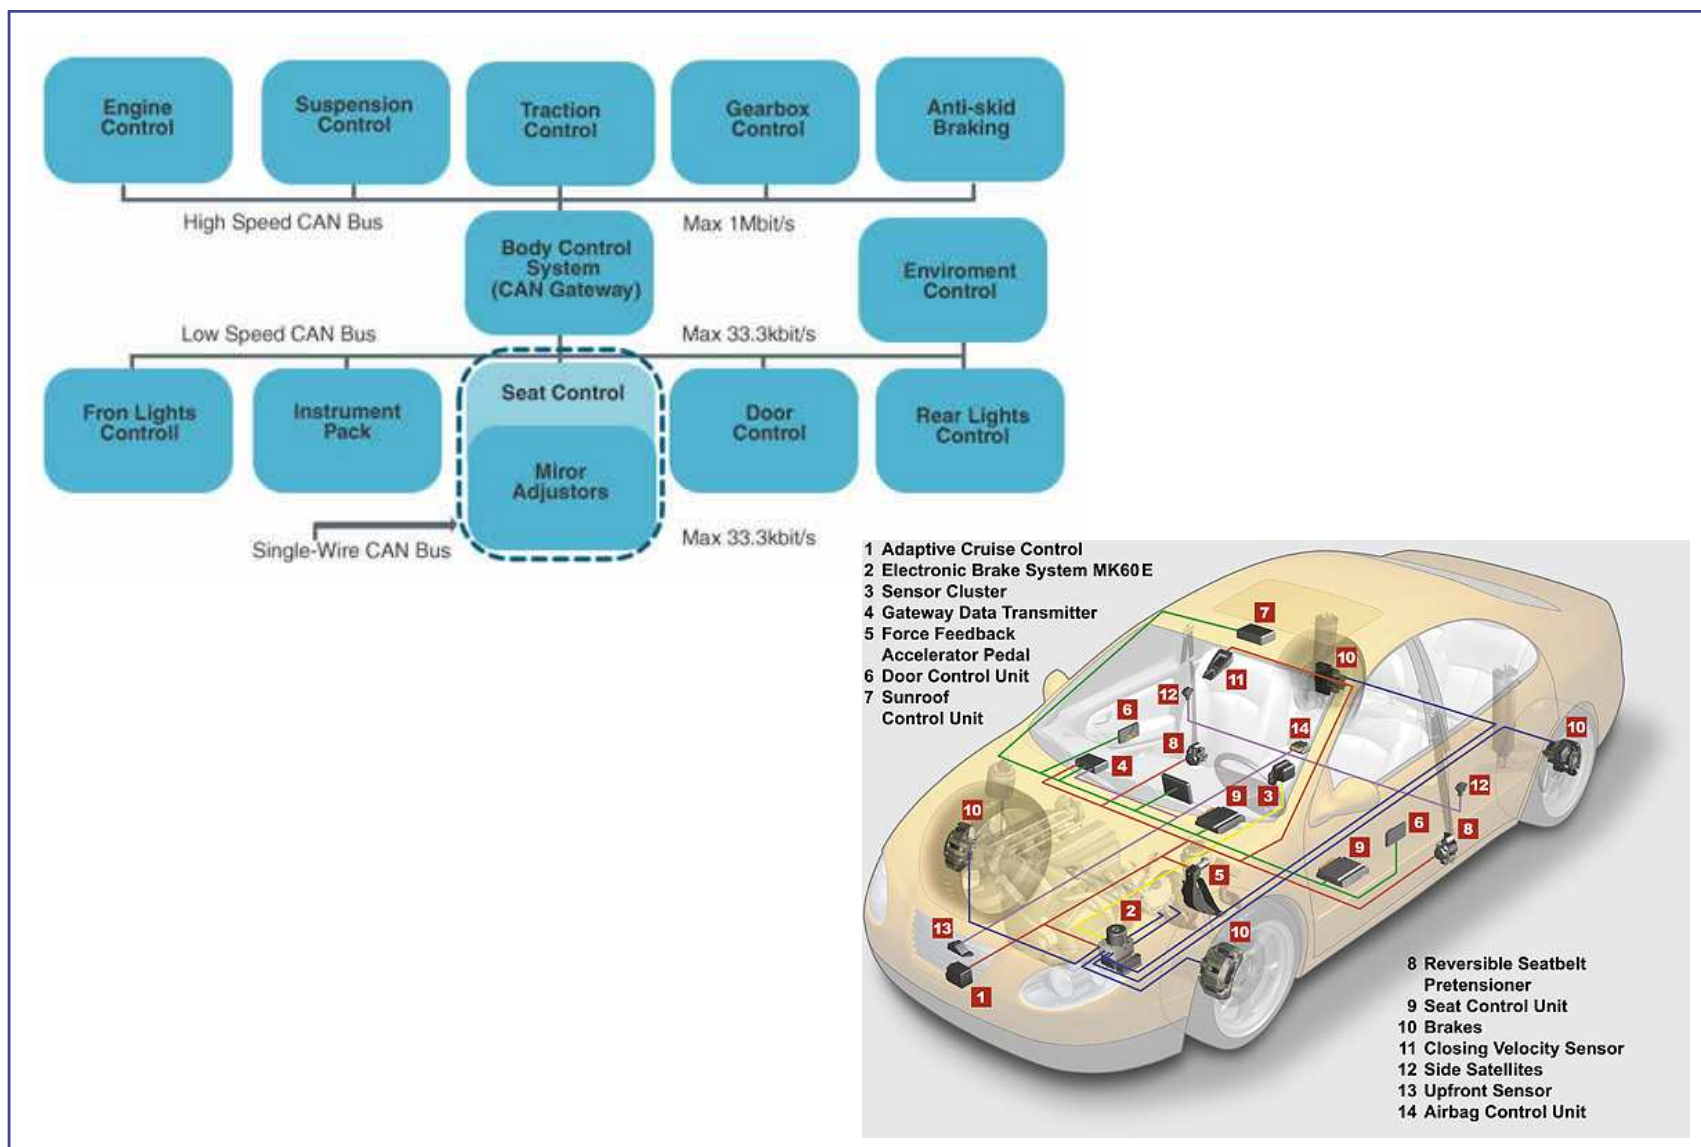 Engine
Control
Suspension
Control
Traction
Control
Gearbox
Control
Anti-skid
Braking
High Speed CAN Bus
Max 1Mbit/s
Body Control
System
(CAN Gateway)
Enviroment
Control
Low Speed CAN Bus
Max 33.3kbit/s
Fron Lights
Controll
Instrument
Pack
Seat Control
Miror
Adjustors
Door
Control
Rear Lights
Control
Single-Wire CAN Bus
Max 33.3kbit/s
1 Adaptive Cruise Control
2 Electronic Brake System MK60E
3 Sensor Cluster
4 Gateway Data Transmitter
5 Force Feedback
Accelerator Pedal
6 Door Control Unit
7 Sunroof
Control Unit
7
10
11
12
6
14
10
8
4
3
12
9
10
6
8
9
5
2
13
10
1
8 Reversible Seatbelt
Pretensioner
9 Seat Control Unit
10 Brakes
11 Closing Velocity Sensor
12 Side Satellites
13 Upfront Sensor
14 Airbag Control Unit